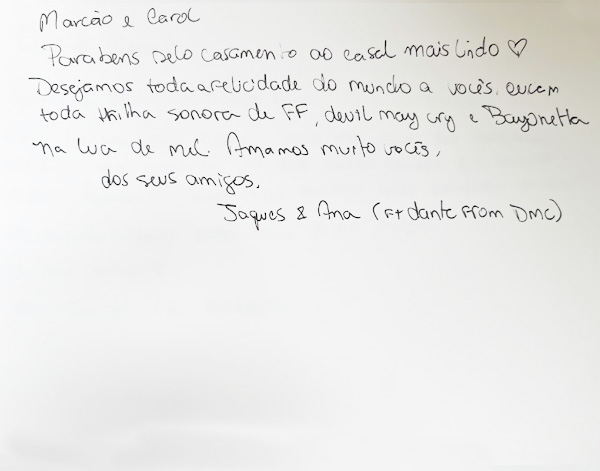 Marcão e Carol
Parabens pelo casamento ao casal mais lindo ♡
Desejamos toda a felicidade do mundo a vocês, ouçam
toda trilha sonora de FF, devil may cry e Bayonetta
na lua de mel. Amamos muito vocês,
dos seus amigos,
Jaques & Ana (Ft dante From DMC)